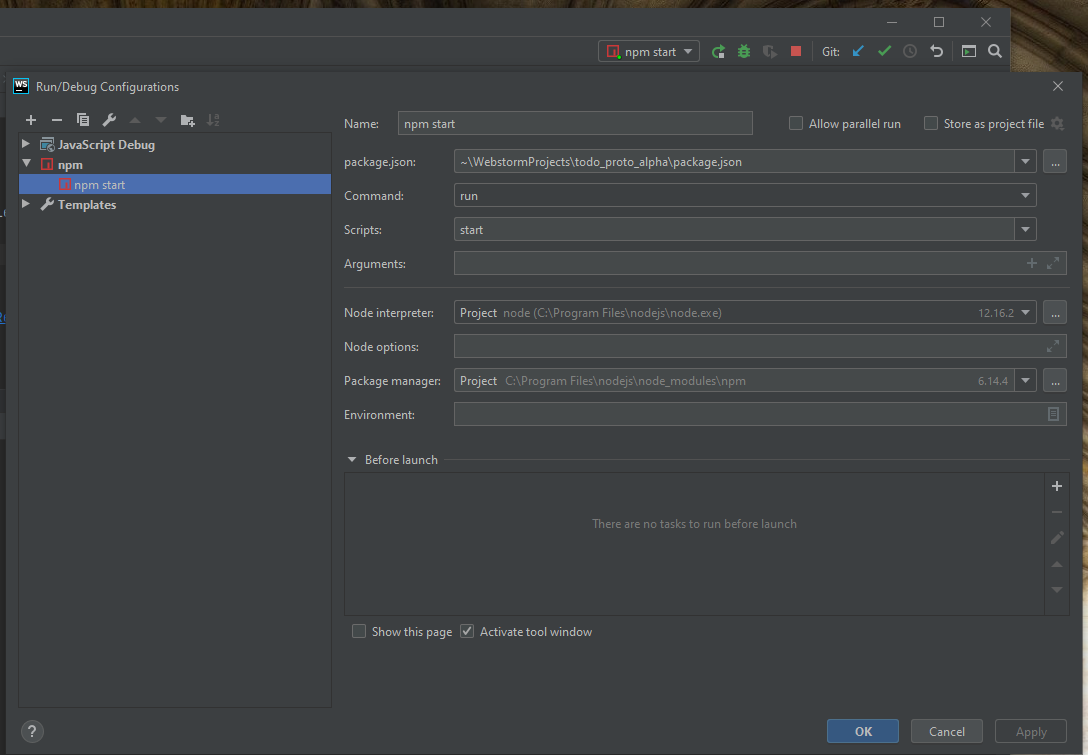 npm start
Git:
WS Run/Debug Configurations
Name: npm start Allow parallel run Store as project file
JavaScript Debug
npm
npm start
Templates
package.json: ~\WebstormProjects\todo_proto_alpha\package.json ...
Command: run
Scripts: start
Arguments:
Node interpreter: Project node (C:\Program Files\nodejs\node.exe) 12.16.2 ...
Node options:
Package manager: Project C:\Program Files\nodejs\node_modules\npm 6.14.4 ...
Environment:
Before launch
There are no tasks to run before launch
Show this page Activate tool window
? OK Cancel Apply